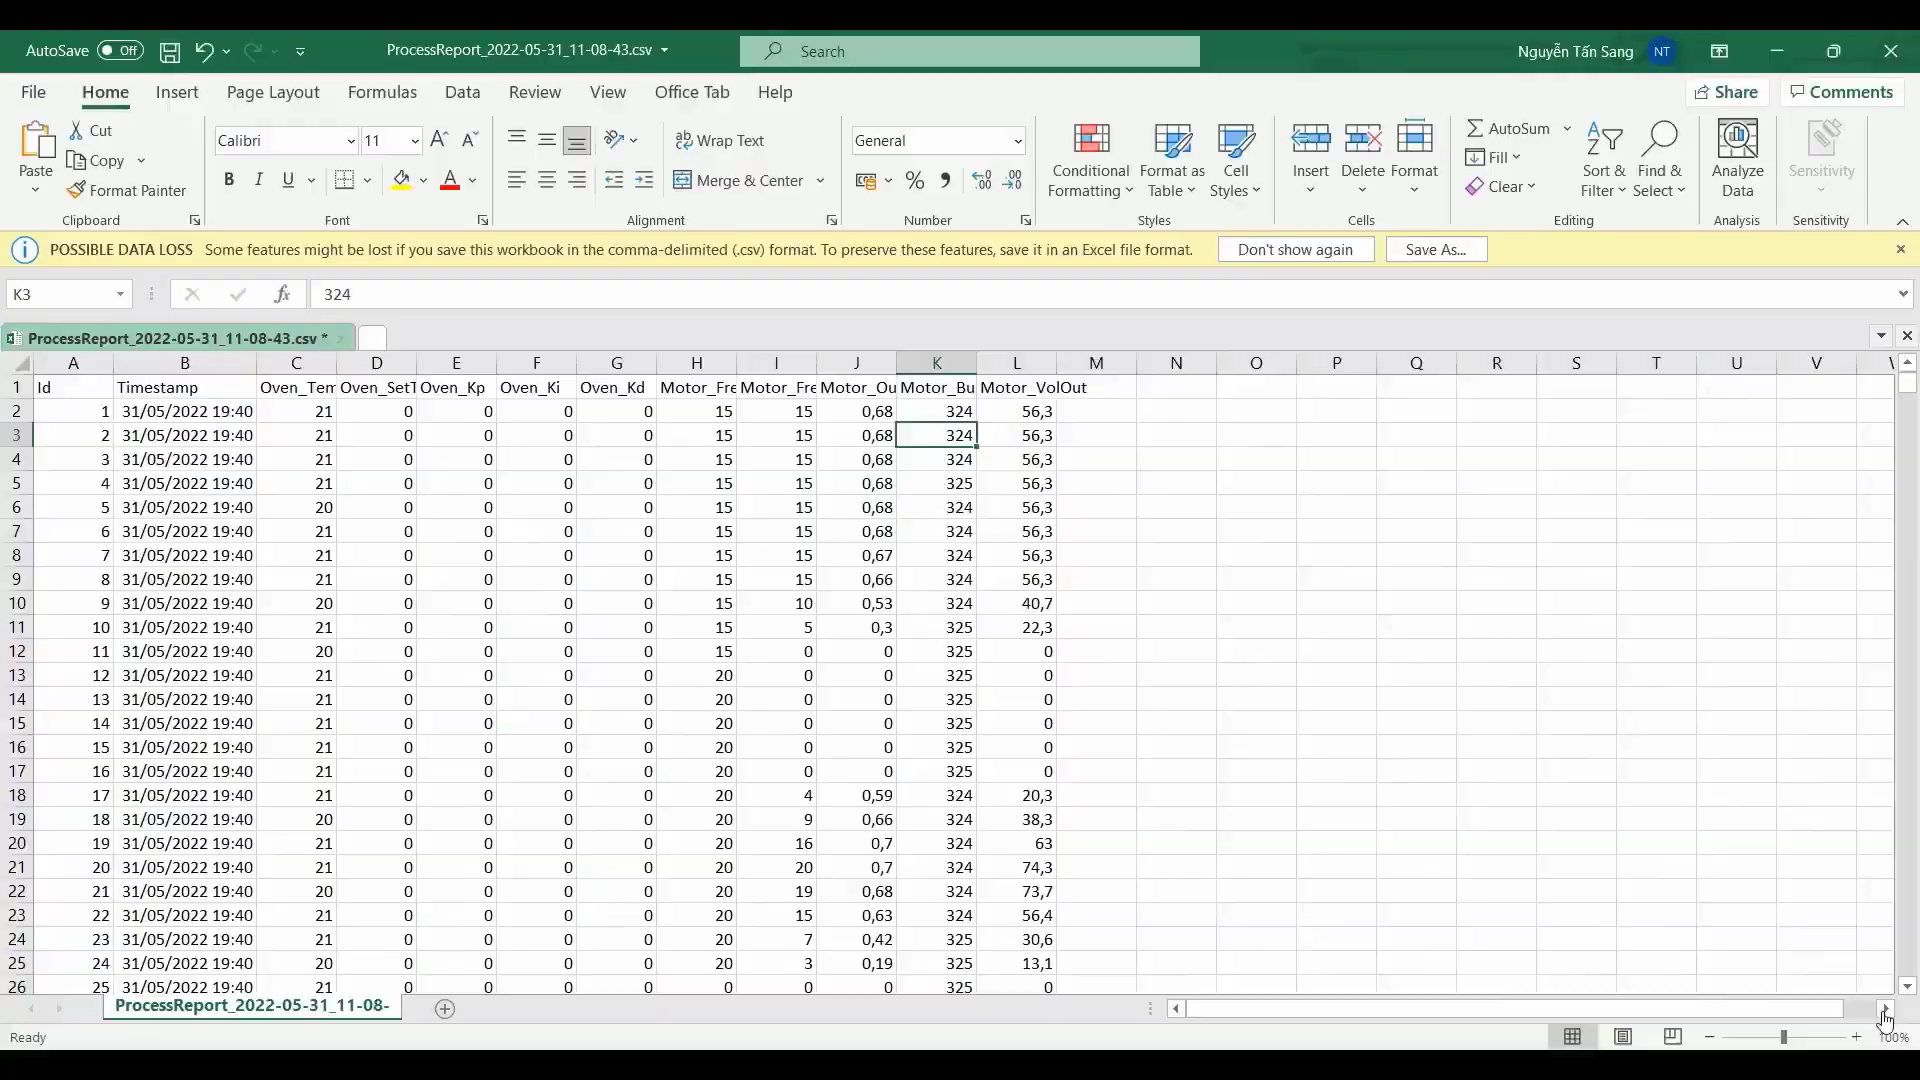 AutoSave Off ProcessReport_2022-05-31_11-08-43.csv Search Nguyễn Tấn Sang NT
File Home Insert Page Layout Formulas Data Review View Office Tab Help Share Comments
Paste Cut Copy Format Painter Clipboard
Calibri 11 B I U A Font
ab Wrap Text Merge & Center Alignment
General % Number
Conditional Formatting Format as Table Cell Styles Styles
Insert Delete Format Cells
AutoSum Fill Clear Sort & Filter Find & Select Editing
Analyze Data Analysis
Sensitivity Sensitivity
POSSIBLE DATA LOSS Some features might be lost if you save this workbook in the comma-delimited (.csv) format. To preserve these features, save it in an Excel file format. Don't show again Save As...
K3 fx 324
ProcessReport_2022-05-31_11-08-43.csv *
A B C D E F G H I J K L M N O P Q R S T U V
1 Id Timestamp Oven_Tem Oven_SetT Oven_Kp Oven_Ki Oven_Kd Motor_Fre Motor_Fre Motor_Ou Motor_Bu Motor_VolOut
2 1 31/05/2022 19:40 21 0 0 0 0 15 15 0,68 324 56,3
3 2 31/05/2022 19:40 21 0 0 0 0 15 15 0,68 324 56,3
4 3 31/05/2022 19:40 21 0 0 0 0 15 15 0,68 324 56,3
5 4 31/05/2022 19:40 21 0 0 0 0 15 15 0,68 325 56,3
6 5 31/05/2022 19:40 20 0 0 0 0 15 15 0,68 324 56,3
7 6 31/05/2022 19:40 21 0 0 0 0 15 15 0,68 324 56,3
8 7 31/05/2022 19:40 21 0 0 0 0 15 15 0,67 324 56,3
9 8 31/05/2022 19:40 21 0 0 0 0 15 15 0,66 324 56,3
10 9 31/05/2022 19:40 20 0 0 0 0 15 10 0,53 324 40,7
11 10 31/05/2022 19:40 21 0 0 0 0 15 5 0,3 325 22,3
12 11 31/05/2022 19:40 20 0 0 0 0 15 0 0 325 0
13 12 31/05/2022 19:40 21 0 0 0 0 20 0 0 325 0
14 13 31/05/2022 19:40 21 0 0 0 0 20 0 0 325 0
15 14 31/05/2022 19:40 21 0 0 0 0 20 0 0 325 0
16 15 31/05/2022 19:40 21 0 0 0 0 20 0 0 325 0
17 16 31/05/2022 19:40 21 0 0 0 0 20 0 0 325 0
18 17 31/05/2022 19:40 21 0 0 0 0 20 4 0,59 324 20,3
19 18 31/05/2022 19:40 20 0 0 0 0 20 9 0,66 324 38,3
20 19 31/05/2022 19:40 21 0 0 0 0 20 16 0,7 324 63
21 20 31/05/2022 19:40 21 0 0 0 0 20 20 0,7 324 74,3
22 21 31/05/2022 19:40 20 0 0 0 0 20 19 0,68 324 73,7
23 22 31/05/2022 19:40 21 0 0 0 0 20 15 0,63 324 56,4
24 23 31/05/2022 19:40 21 0 0 0 0 20 7 0,42 325 30,6
25 24 31/05/2022 19:40 20 0 0 0 0 20 3 0,19 325 13,1
26 25 31/05/2022 19:40 21 0 0 0 0 0 0 0 325 0
ProcessReport_2022-05-31_11-08-
Ready 100%